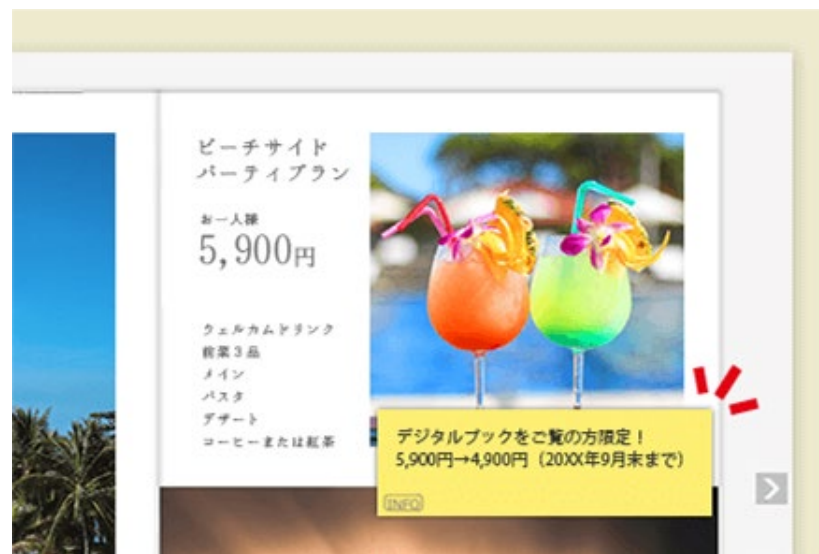 ビーチサイド
パーティプラン
お一人様
5,900円
ウェルカムドリンク
前菜3品
メイン
パスタ
デザート
コーヒーまたは紅茶
デジタルブックをご覧の方限定！
5,900円→4,900円（20XX年9月末まで）
INFO